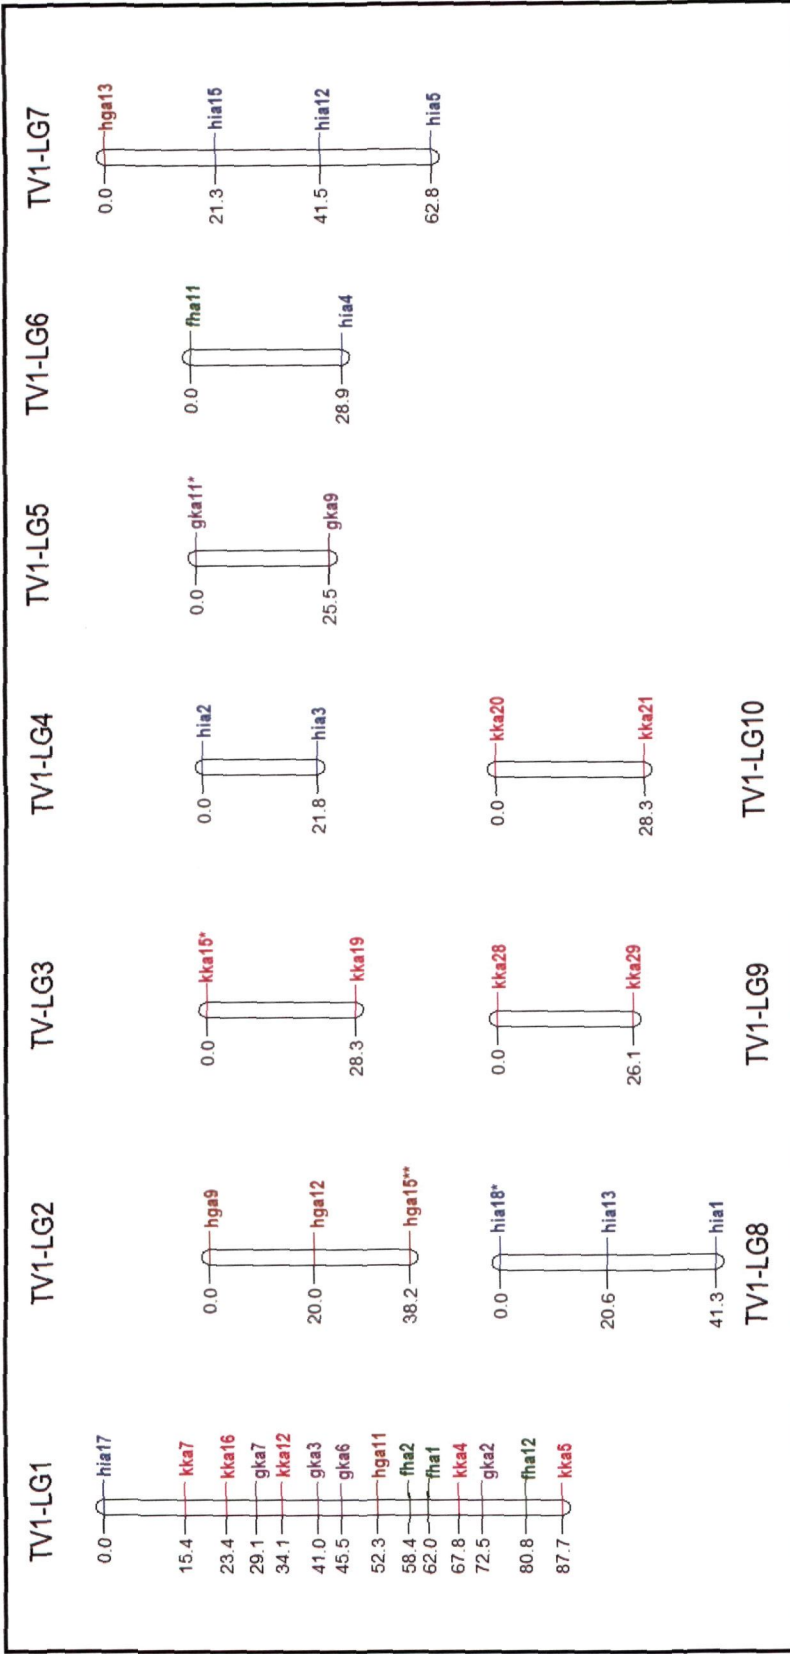 TV1-LG1
0.0 hia17
15.4 kka7
23.4 kka16
29.1 gka7
34.1 kka12
41.0 gka3
45.5 gka6
52.3 hga11
58.4 fha2
62.0 fha1
67.8 kka4
72.5 gka2
80.8 fha12
87.7 kka5
TV1-LG2
0.0 hga9
20.0 hga12
38.2 hga15**
TV-LG3
0.0 kka15*
28.3 kka19
TV1-LG4
0.0 hia2
21.8 hia3
TV1-LG5
0.0 gka11*
25.5 gka9
TV1-LG6
0.0 fha11
28.9 hia4
TV1-LG7
0.0 hga13
21.3 hia15
41.5 hia12
62.8 hia5
0.0 hia18*
20.6 hia13
41.3 hia1
TV1-LG8
0.0 kka28
26.1 kka29
TV1-LG9
0.0 kka20
28.3 kka21
TV1-LG10